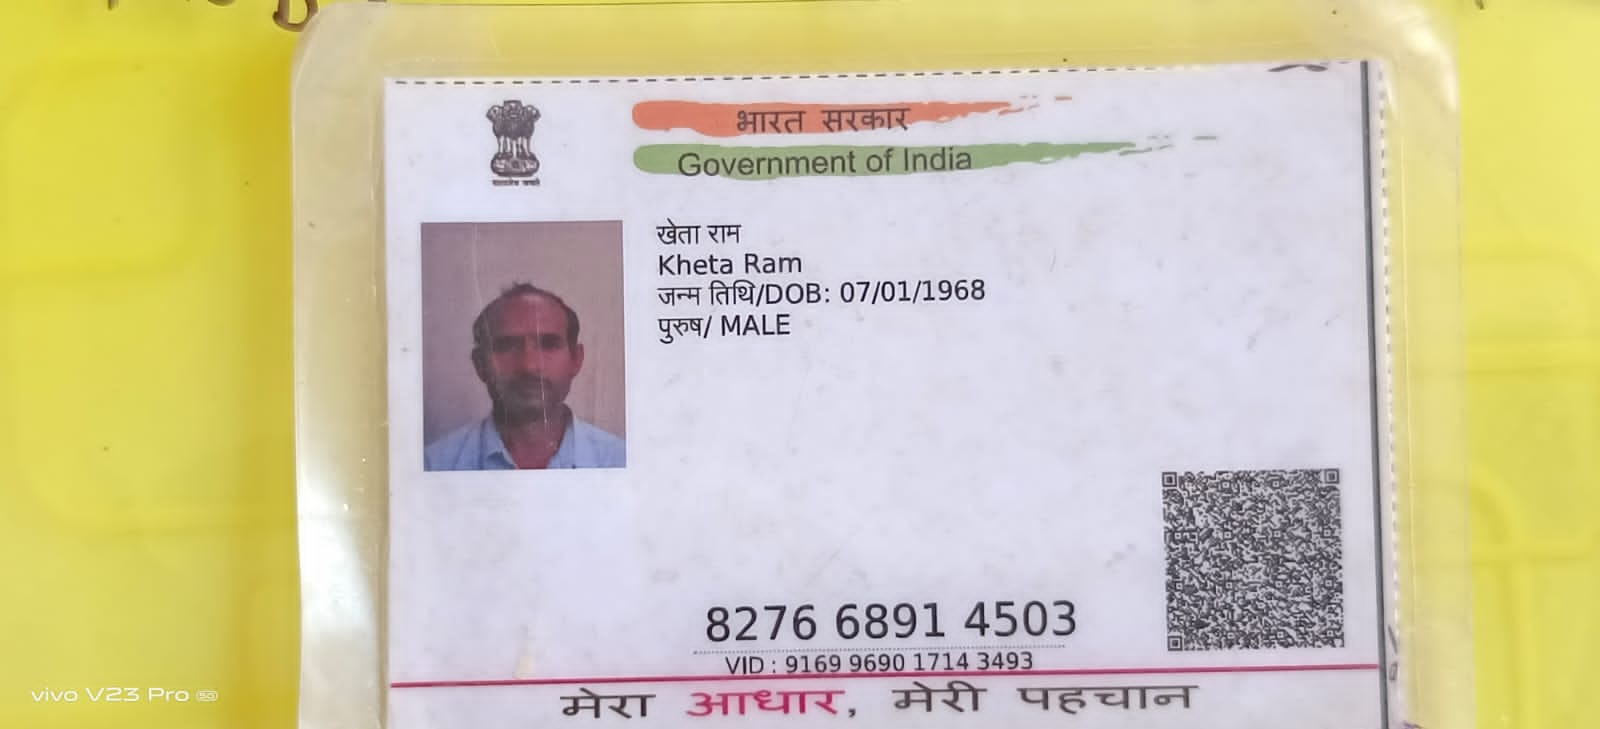 भारत सरकार
Government of India
खेता राम
Kheta Ram
जन्म तिथि/DOB: 07/01/1968
पुरुष/ MALE
8276 6891 4503
VID : 9169 9690 1714 3493
मेरा आधार, मेरी पहचान
vivo V23 Pro 5G